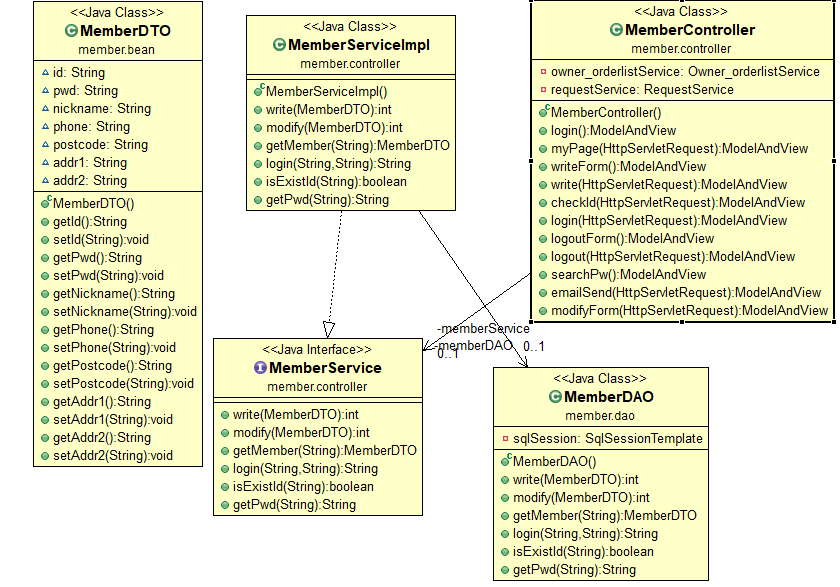 <<Java Class>>
MemberDTO
member.bean
id: String
pwd: String
nickname: String
phone: String
postcode: String
addr1: String
addr2: String
MemberDTO()
getId():String
setId(String):void
getPwd():String
setPwd(String):void
getNickname():String
setNickname(String):void
getPhone():String
setPhone(String):void
getPostcode():String
setPostcode(String):void
getAddr1():String
setAddr1(String):void
getAddr2():String
setAddr2(String):void
<<Java Class>>
MemberServiceImpl
member.controller
MemberServiceImpl()
write(MemberDTO):int
modify(MemberDTO):int
getMember(String):MemberDTO
login(String,String):String
isExistId(String):boolean
getPwd(String):String
<<Java Class>>
MemberController
member.controller
owner_orderlistService: Owner_orderlistService
requestService: RequestService
MemberController()
login():ModelAndView
myPage(HttpServletRequest):ModelAndView
writeForm():ModelAndView
write(HttpServletRequest):ModelAndView
checkId(HttpServletRequest):ModelAndView
login(HttpServletRequest):ModelAndView
logoutForm():ModelAndView
logout(HttpServletRequest):ModelAndView
searchPw():ModelAndView
emailSend(HttpServletRequest):ModelAndView
modifyForm(HttpServletRequest):ModelAndView
-memberService
0..1
-memberDAO
0..1
<<Java Interface>>
MemberService
member.controller
write(MemberDTO):int
modify(MemberDTO):int
getMember(String):MemberDTO
login(String,String):String
isExistId(String):boolean
getPwd(String):String
<<Java Class>>
MemberDAO
member.dao
sqlSession: SqlSessionTemplate
MemberDAO()
write(MemberDTO):int
modify(MemberDTO):int
getMember(String):MemberDTO
login(String,String):String
isExistId(String):boolean
getPwd(String):String